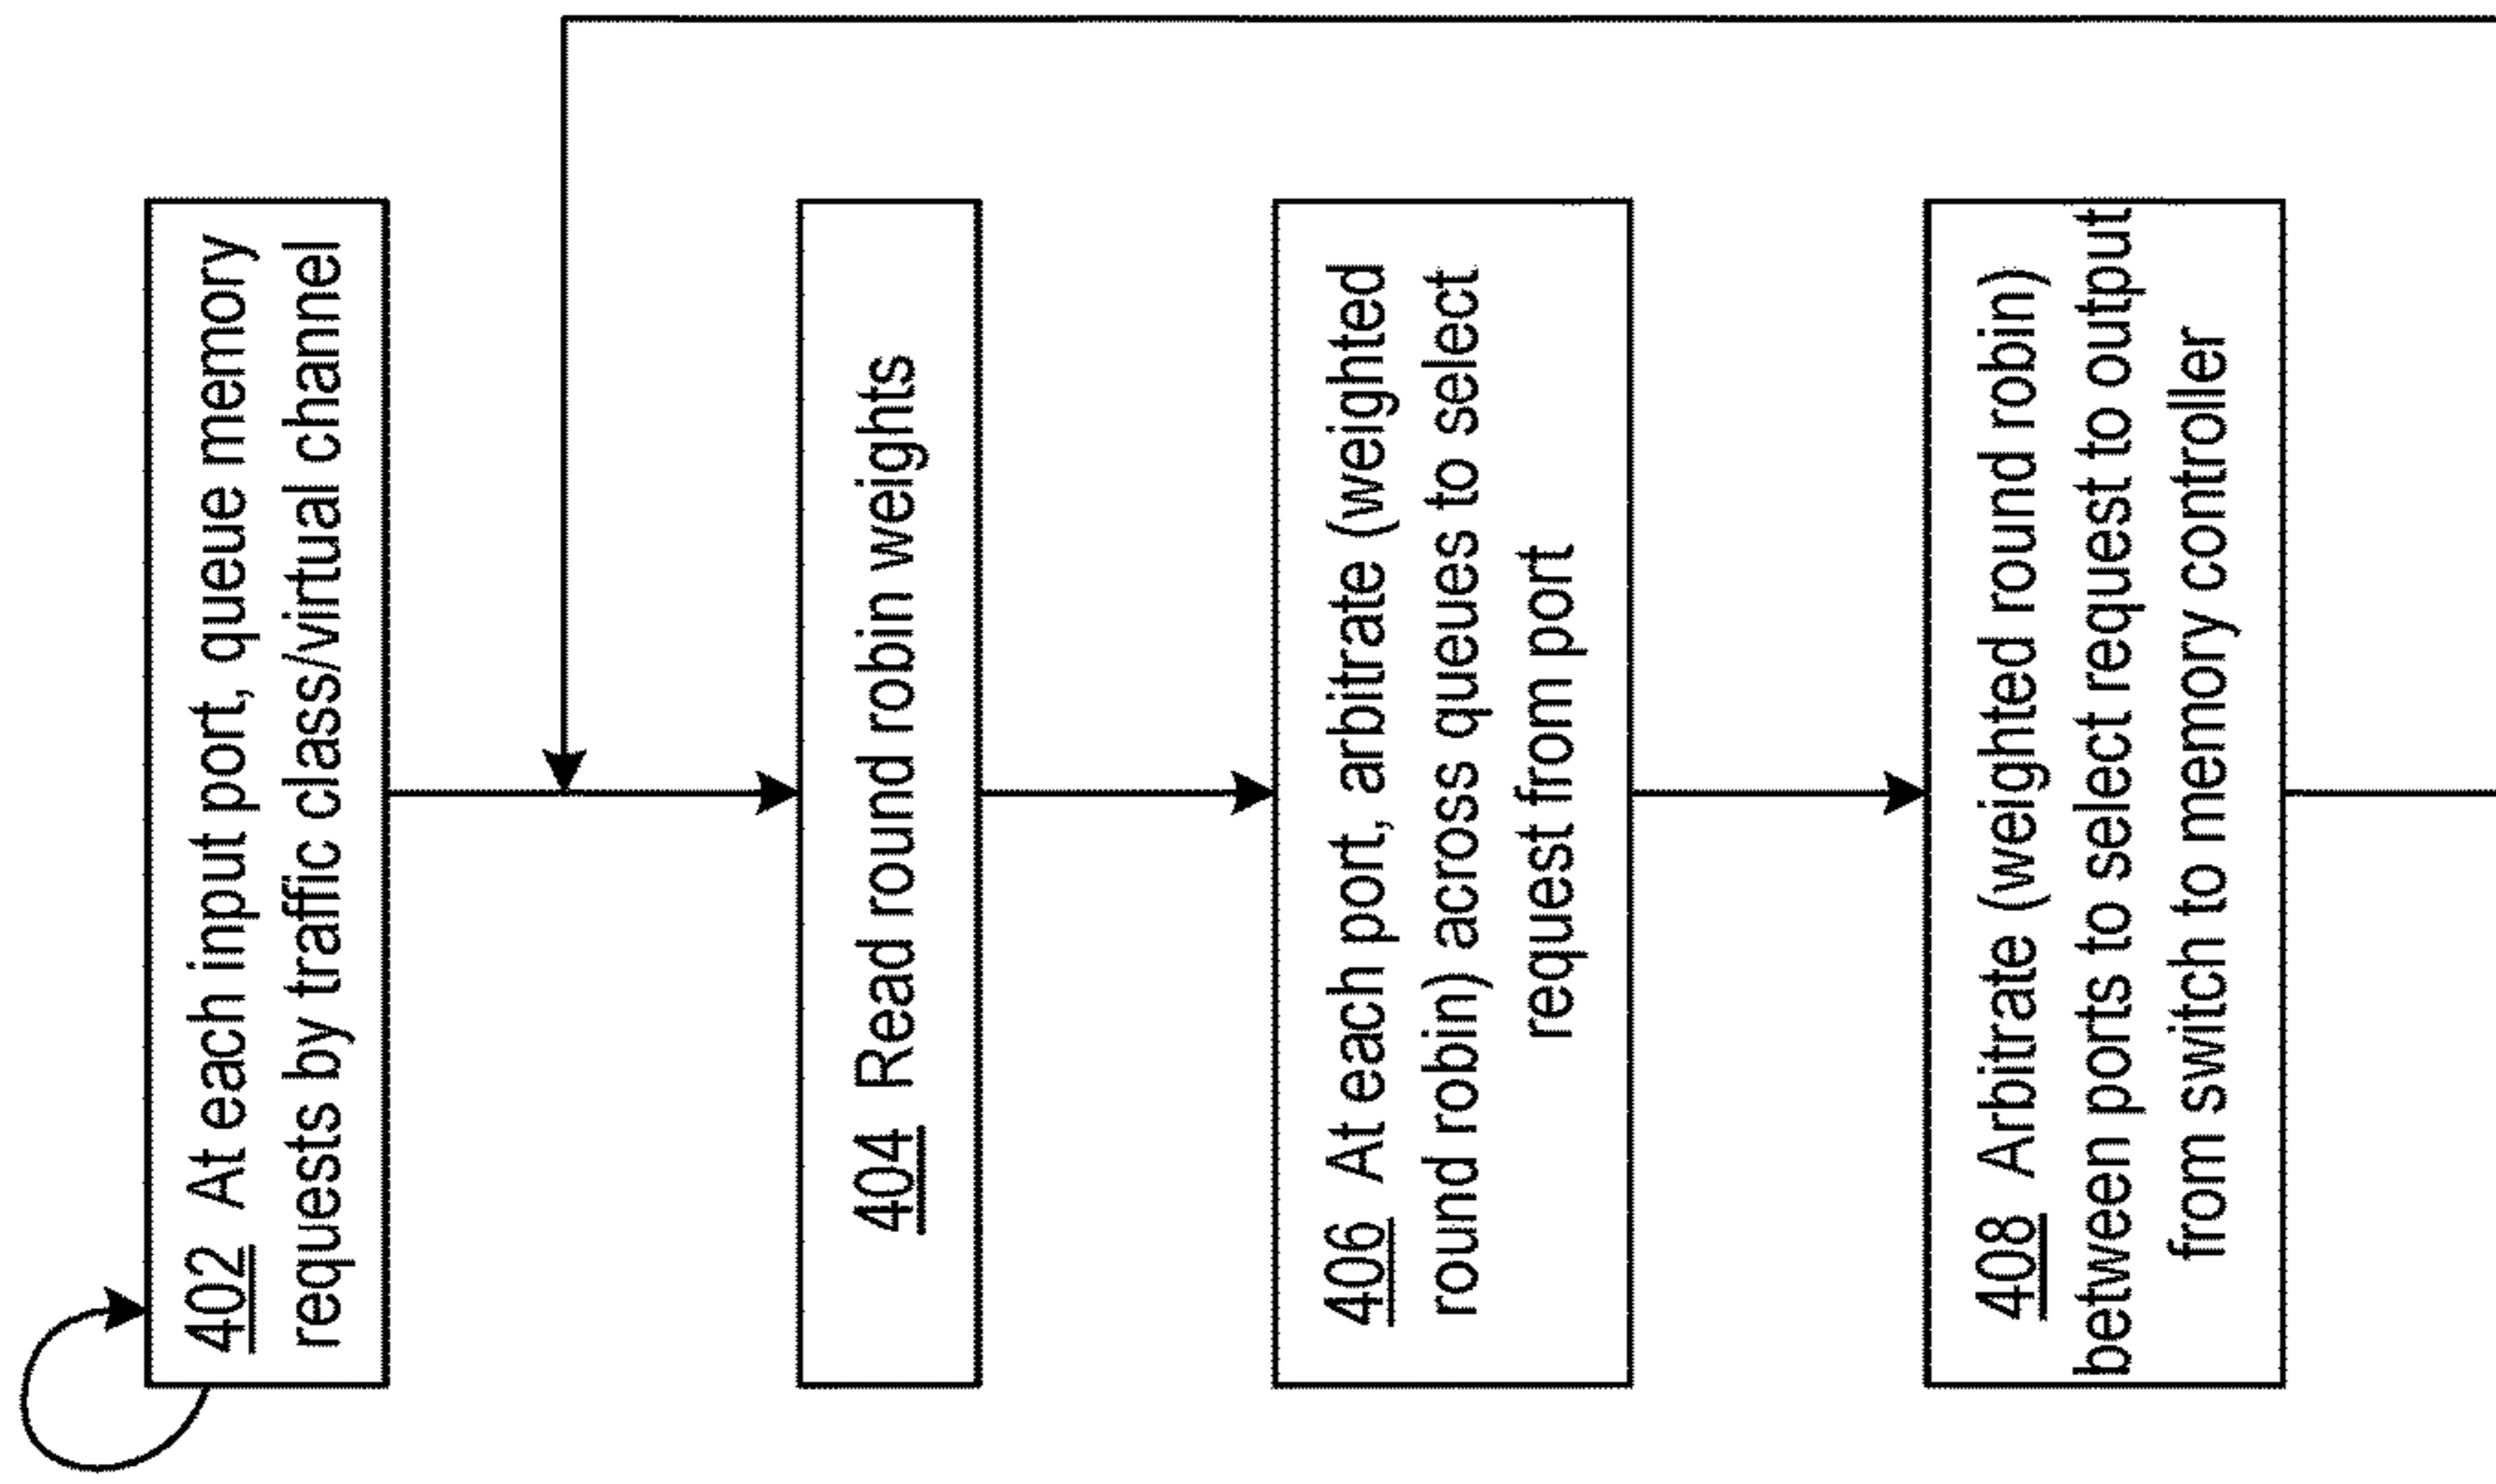 402 At each input port, queue memory
requests by traffic class/virtual channel
404 Read round robin weights
406 At each port, arbitrate (weighted
round robin) across queues to select
request from port
408 Arbitrate (weighted round robin)
between ports to select request to output
from switch to memory controller